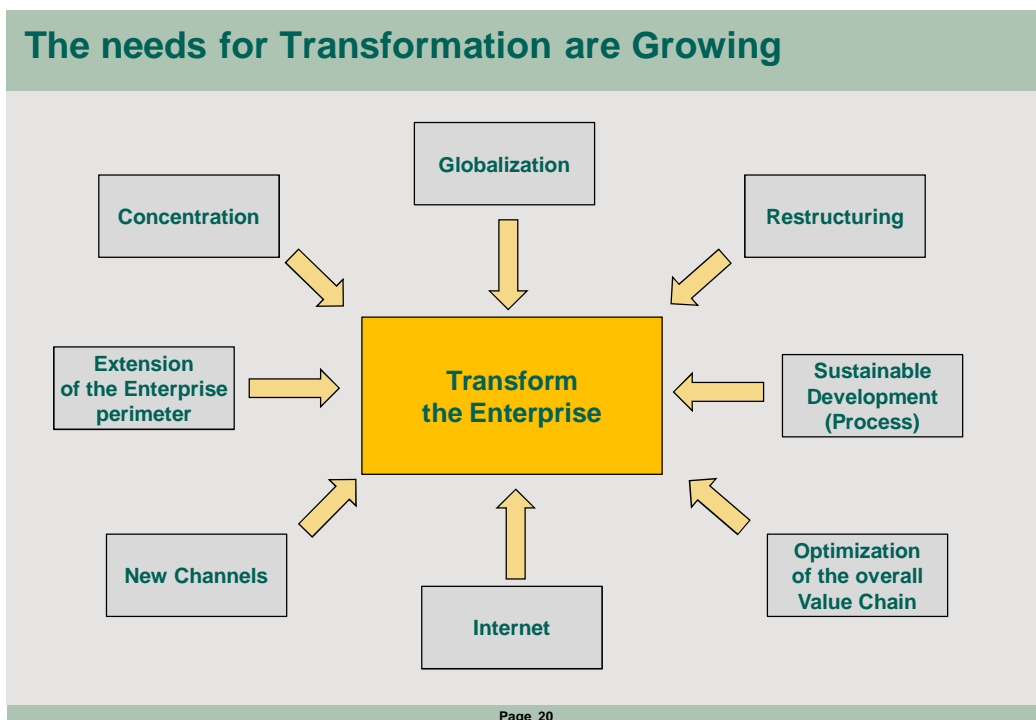 The needs for Transformation are Growing
Globalization
Concentration
Restructuring
Extension
of the Enterprise
perimeter
Transform
the Enterprise
Sustainable
Development
(Process)
New Channels
Internet
Optimization
of the overall
Value Chain
Page 20